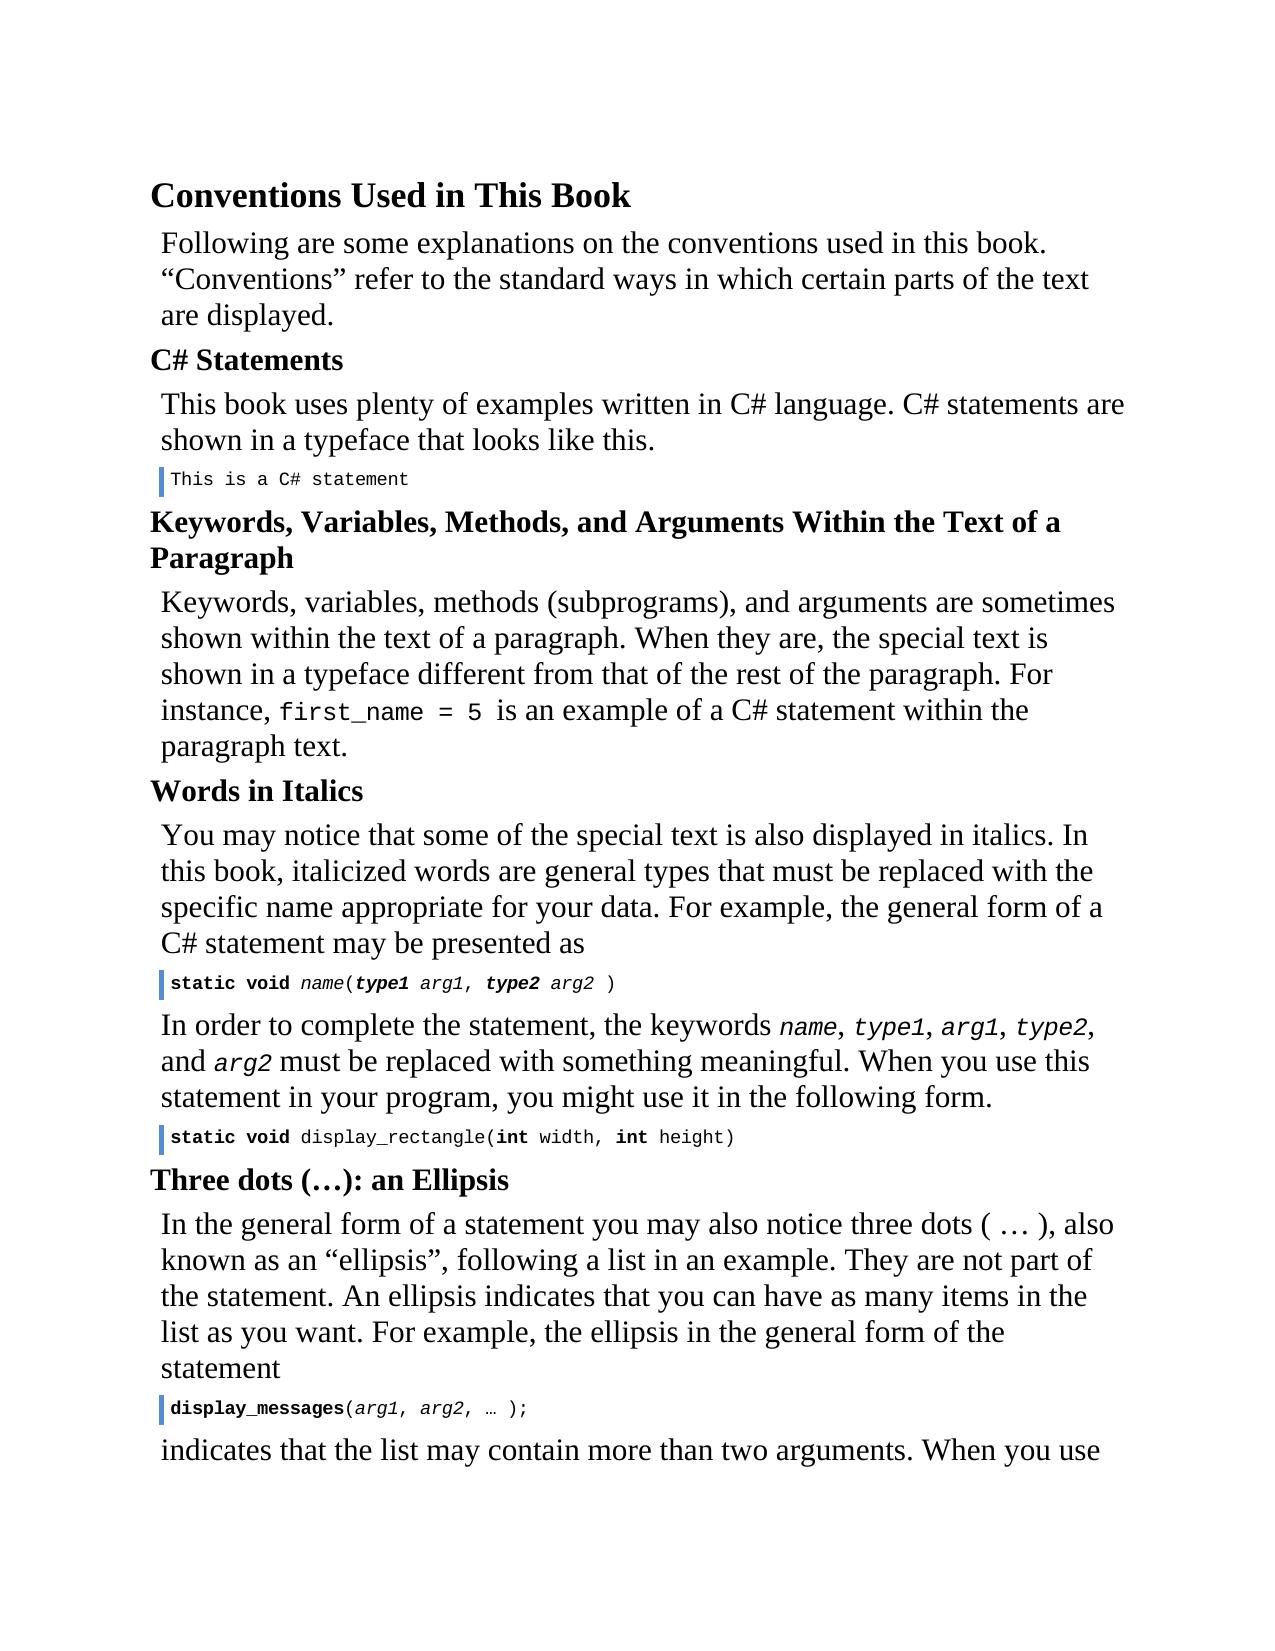 Conventions Used in This Book
Following are some explanations on the conventions used in this book.
“Conventions” refer to the standard ways in which certain parts of the text
are displayed.
C# Statements
This book uses plenty of examples written in C# language. C# statements are
shown in a typeface that looks like this.
This is a C# statement
Keywords, Variables, Methods, and Arguments Within the Text of a
Paragraph
Keywords, variables, methods (subprograms), and arguments are sometimes
shown within the text of a paragraph. When they are, the special text is
shown in a typeface different from that of the rest of the paragraph. For
instance, first_name = 5 is an example of a C# statement within the
paragraph text.
Words in Italics
You may notice that some of the special text is also displayed in italics. In
this book, italicized words are general types that must be replaced with the
specific name appropriate for your data. For example, the general form of a
C# statement may be presented as
static void name(type1 arg1, type2 arg2 )
In order to complete the statement, the keywords name, type1, arg1, type2,
and arg2 must be replaced with something meaningful. When you use this
statement in your program, you might use it in the following form.
static void display_rectangle(int width, int height)
Three dots (…): an Ellipsis
In the general form of a statement you may also notice three dots ( … ), also
known as an “ellipsis”, following a list in an example. They are not part of
the statement. An ellipsis indicates that you can have as many items in the
list as you want. For example, the ellipsis in the general form of the
statement
display_messages(arg1, arg2, … );
indicates that the list may contain more than two arguments. When you use